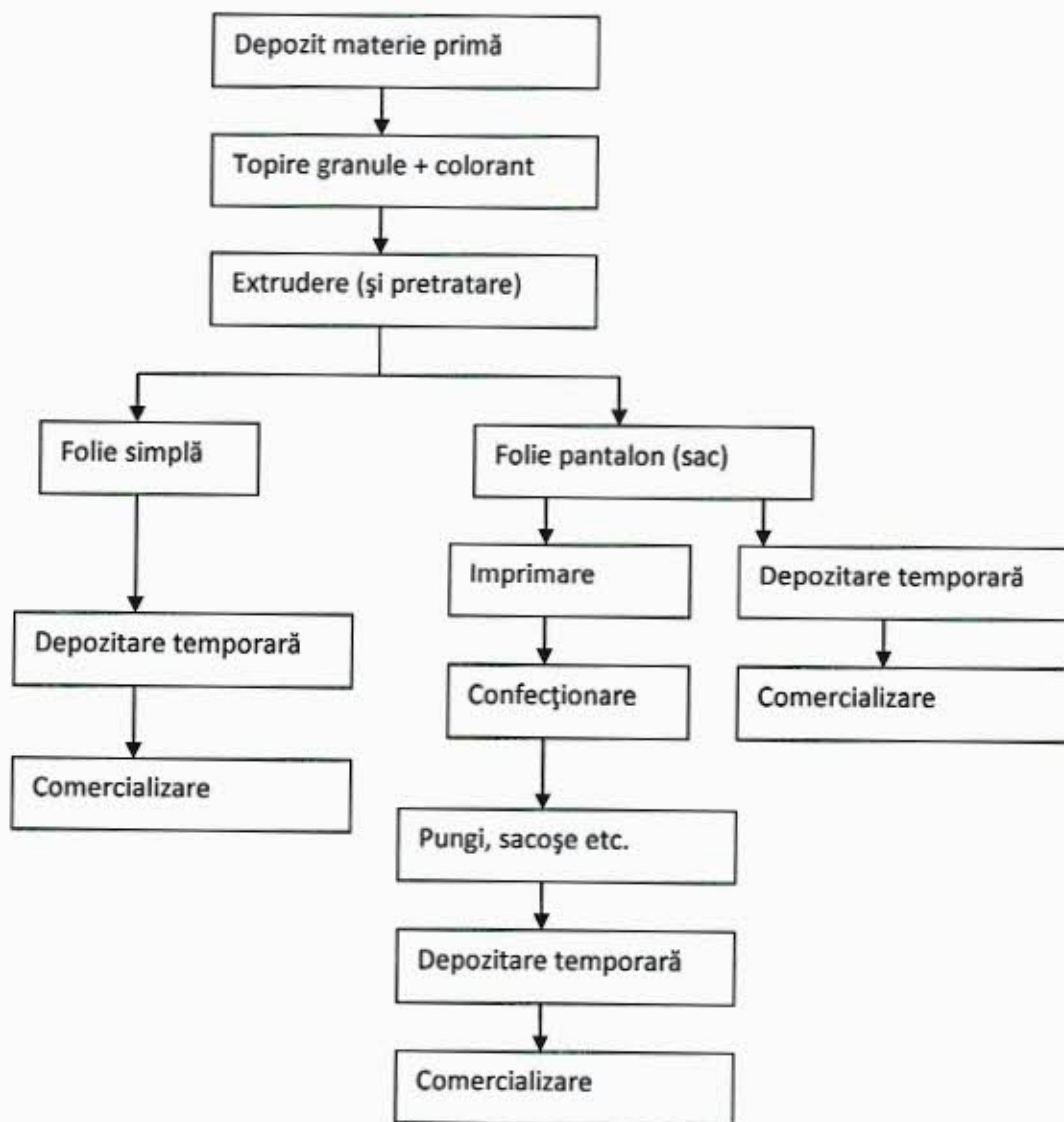 Depozit materie primă
Topire granule + colorant
Extrudere (şi pretratare)
Folie simplă
Folie pantalon (sac)
Imprimare
Depozitare temporară
Depozitare temporară
Confecţionare
Comercializare
Comercializare
Pungi, sacoşe etc.
Depozitare temporară
Comercializare